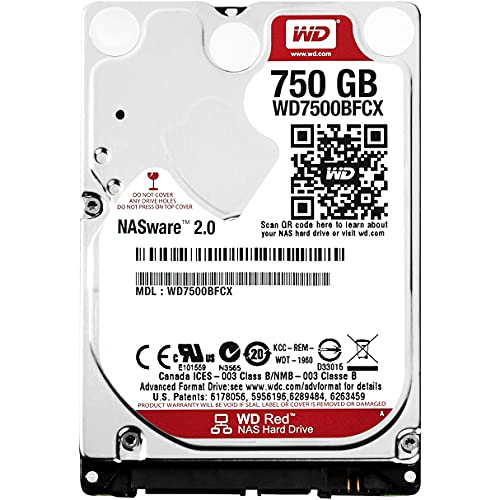 WD
www.wd.com
750 GB
WD7500BFCX
WD
DO NOT COVER
ANY DRIVE HOLES
DO NOT PRESS ON TOP COVER
Scan QR code here to learn about
your NAS hard drive or visit wd.com
NASware™ 2.0
MDL : WD7500BFCX
KCC-REM-
WDT-1960
E101559
N3565
20
D33015
Canada ICES-003 Class B/NMB-003 Classe B
Advanced Format Drive:see www.wdc.com/advformat for details
U.S. Patents: 6178056, 5956196, 6289484, 6263459
PRODUCT WARRANTY IS VOID IF ANY LABEL, COVER, SCREW OR SEAL IS REMOVED OR DAMAGED.
A
WD Red™
NAS Hard Drive